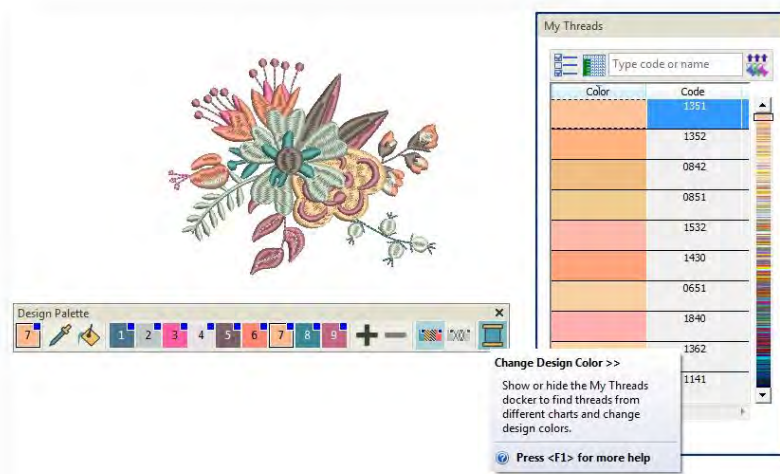 My Threads
Type code or name
Color Code
1351
1352
0842
0851
1532
1430
0651
1840
1362
1141
Design Palette
7 1 2 3 4 5 6 7 8 9
Change Design Color >>
Show or hide the My Threads
docker to find threads from
different charts and change
design colors.
Press <F1> for more help